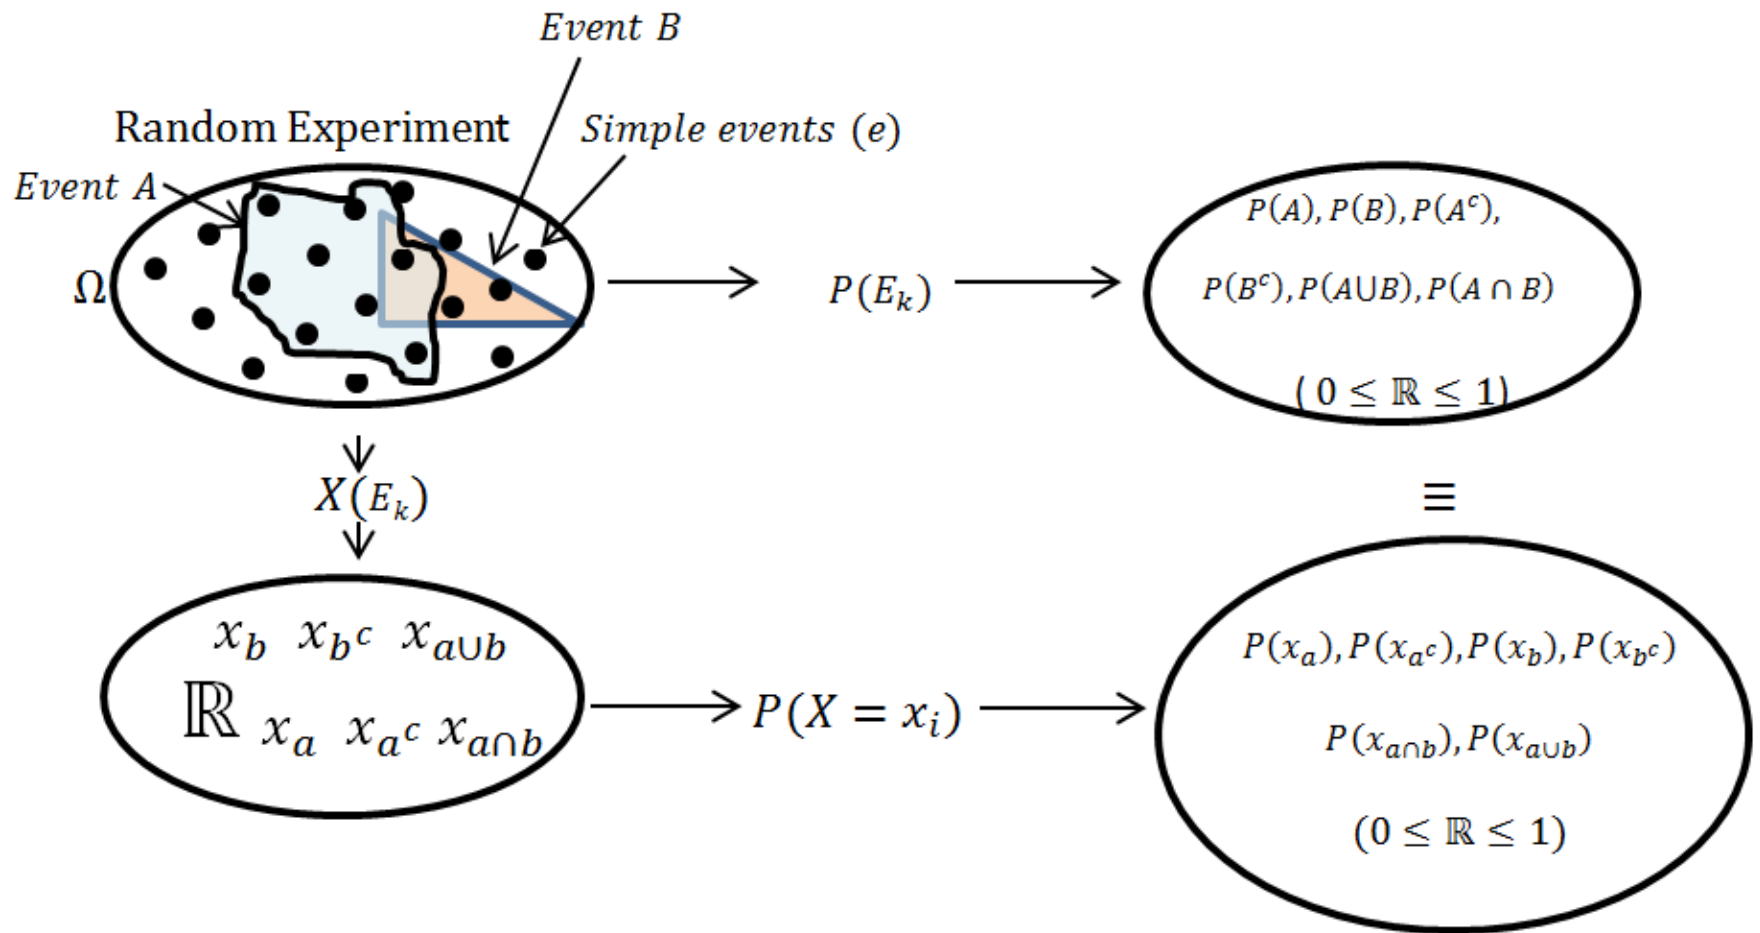 Event B
Random Experiment
Simple events (e)
Event A
Ω
P(E_k)
P(A), P(B), P(A^c),
P(B^c), P(A∪B), P(A ∩ B)
( 0 ≤ ℝ ≤ 1)
X(E_k)
≡
x_b x_{b^c} x_{a∪b}
ℝ x_a x_{a^c} x_{a∩b}
P(X = x_i)
P(x_a), P(x_{a^c}), P(x_b), P(x_{b^c})
P(x_{a∩b}), P(x_{a∪b})
(0 ≤ ℝ ≤ 1)